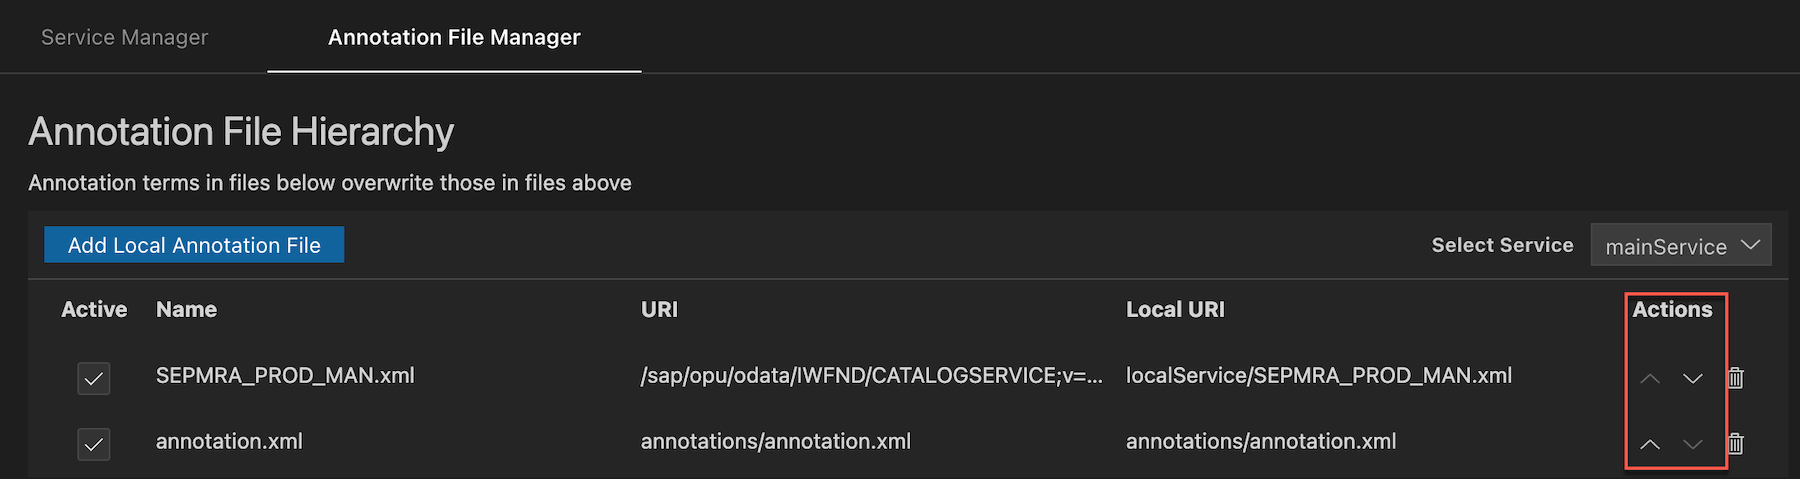 Service Manager Annotation File Manager
Annotation File Hierarchy
Annotation terms in files below overwrite those in files above
Add Local Annotation File Select Service mainService
Active Name URI Local URI Actions
SEPMRA_PROD_MAN.xml /sap/opu/odata/IWFND/CATALOGSERVICE;v=... localService/SEPMRA_PROD_MAN.xml
annotation.xml annotations/annotation.xml annotations/annotation.xml